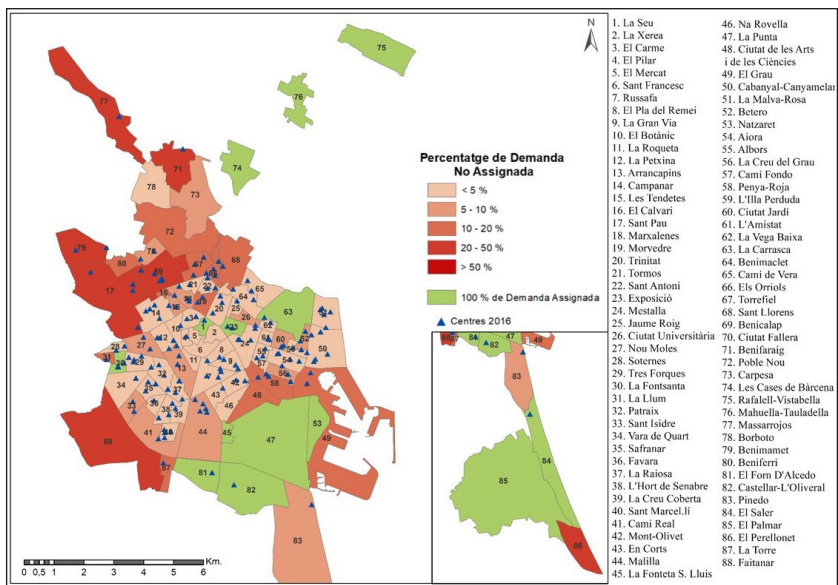 N
Percentatge de Demanda
No Assignada
< 5 %
5 - 10 %
10 - 20 %
20 - 50 %
> 50 %
100 % de Demanda Assignada
Centres 2016
0 0,5 1 2 3 4 5 6 Km.
1. La Seu
2. La Xerea
3. El Carme
4. El Pilar
5. El Mercat
6. Sant Francesc
7. Russafa
8. El Pla del Remei
9. La Gran Via
10. El Botànic
11. La Roqueta
12. La Petxina
13. Arrancapins
14. Campanar
15. Les Tendetes
16. El Calvari
17. Sant Pau
18. Marxalenes
19. Morvedre
20. Trinitat
21. Tormos
22. Sant Antoni
23. Exposició
24. Mestalla
25. Jaume Roig
26. Ciutat Universitària
27. Nou Moles
28. Soternes
29. Tres Forques
30. La Fontsanta
31. La Llum
32. Patraix
33. Sant Isidre
34. Vara de Quart
35. Safranar
36. Favara
37. La Raiosa
38. L'Hort de Senabre
39. La Creu Coberta
40. Sant Marcel.lí
41. Cami Real
42. Mont-Olivet
43. En Corts
44. Malilla
45. La Fonteta S. Lluis
46. Na Rovella
47. La Punta
48. Ciutat de les Arts
i de les Ciències
49. El Grau
50. Cabanyal-Canyamelar
51. La Malva-Rosa
52. Betero
53. Natzaret
54. Aiora
55. Albors
56. La Creu del Grau
57. Camí Fondo
58. Penya-Roja
59. L'Illa Perduda
60. Ciutat Jardi
61. L'Amistat
62. La Vega Baixa
63. La Carrasca
64. Benimaclet
65. Camí de Vera
66. Els Orriols
67. Torrefiel
68. Sant Llorens
69. Benicalap
70. Ciutat Fallera
71. Benifaraig
72. Poble Nou
73. Carpesa
74. Les Cases de Bàrcena
75. Rafalell-Vistabella
76. Mahuella-Tauladella
77. Massarrojos
78. Borboto
79. Benimamet
80. Beniferri
81. El Forn D'Alcedo
82. Castellar-L'Oliveral
83. Pinedo
84. El Saler
85. El Palmar
86. El Perellonet
87. La Torre
88. Faitanar